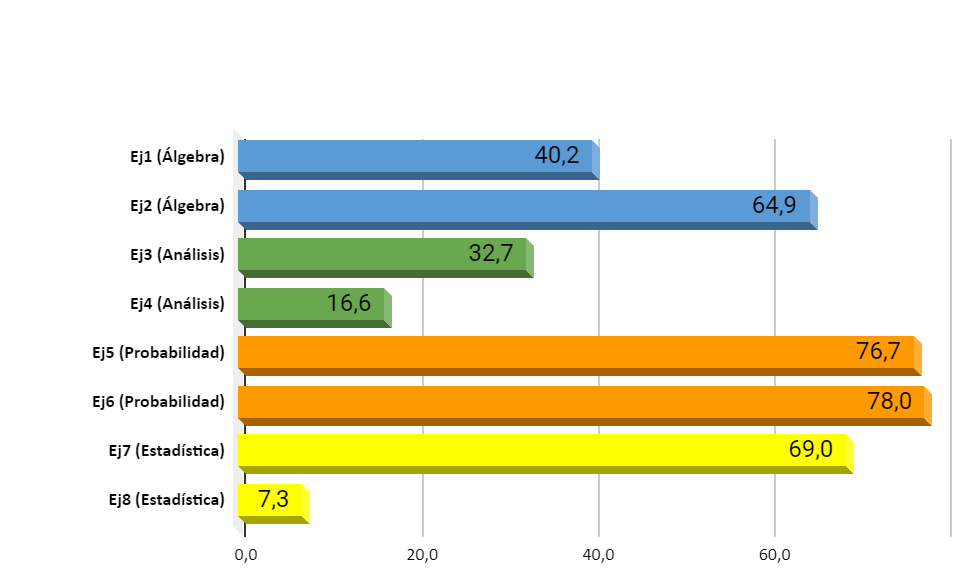 Ej1 (Álgebra) 40,2
Ej2 (Álgebra) 64,9
Ej3 (Análisis) 32,7
Ej4 (Análisis) 16,6
Ej5 (Probabilidad) 76,7
Ej6 (Probabilidad) 78,0
Ej7 (Estadística) 69,0
Ej8 (Estadística) 7,3
0,0 20,0 40,0 60,0